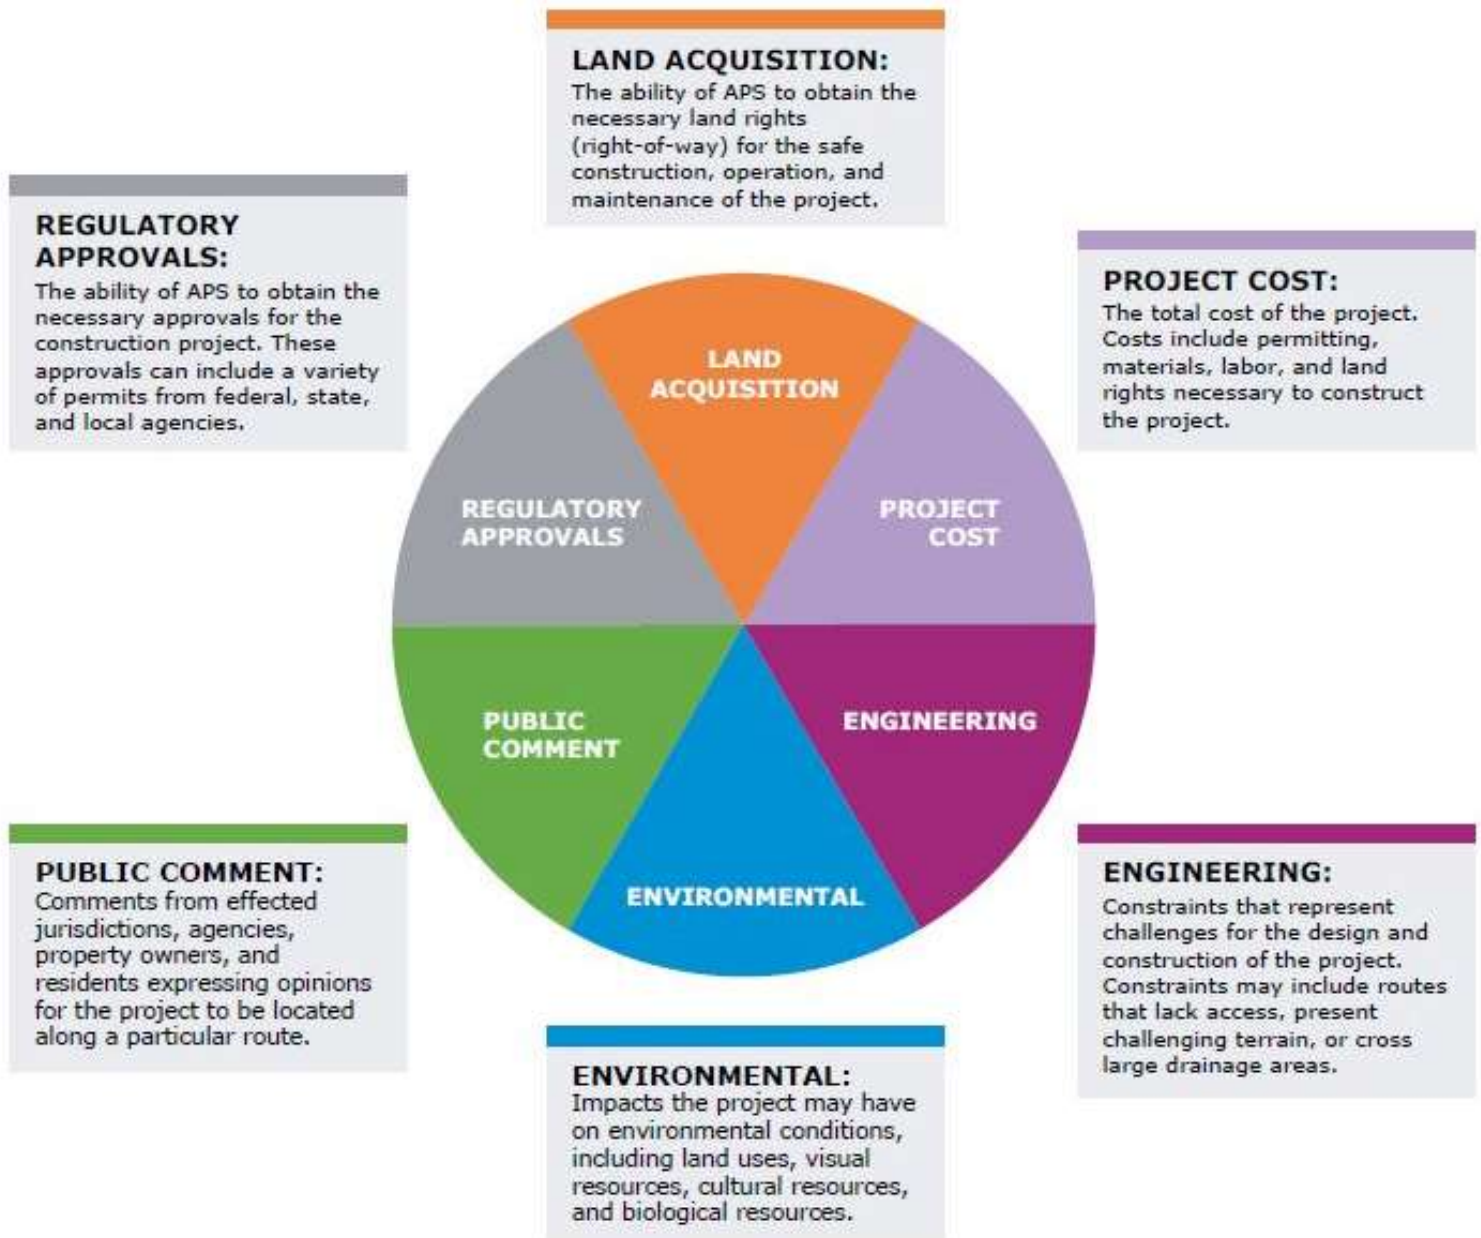 LAND ACQUISITION:
The ability of APS to obtain the
necessary land rights
(right-of-way) for the safe
construction, operation, and
maintenance of the project.
REGULATORY
APPROVALS:
The ability of APS to obtain the
necessary approvals for the
construction project. These
approvals can include a variety
of permits from federal, state,
and local agencies.
PROJECT COST:
The total cost of the project.
Costs include permitting,
materials, labor, and land
rights necessary to construct
the project.
LAND
ACQUISITION
REGULATORY
APPROVALS
PROJECT
COST
PUBLIC
COMMENT
ENGINEERING
ENVIRONMENTAL
PUBLIC COMMENT:
Comments from effected
jurisdictions, agencies,
property owners, and
residents expressing opinions
for the project to be located
along a particular route.
ENGINEERING:
Constraints that represent
challenges for the design and
construction of the project.
Constraints may include routes
that lack access, present
challenging terrain, or cross
large drainage areas.
ENVIRONMENTAL:
Impacts the project may have
on environmental conditions,
including land uses, visual
resources, cultural resources,
and biological resources.